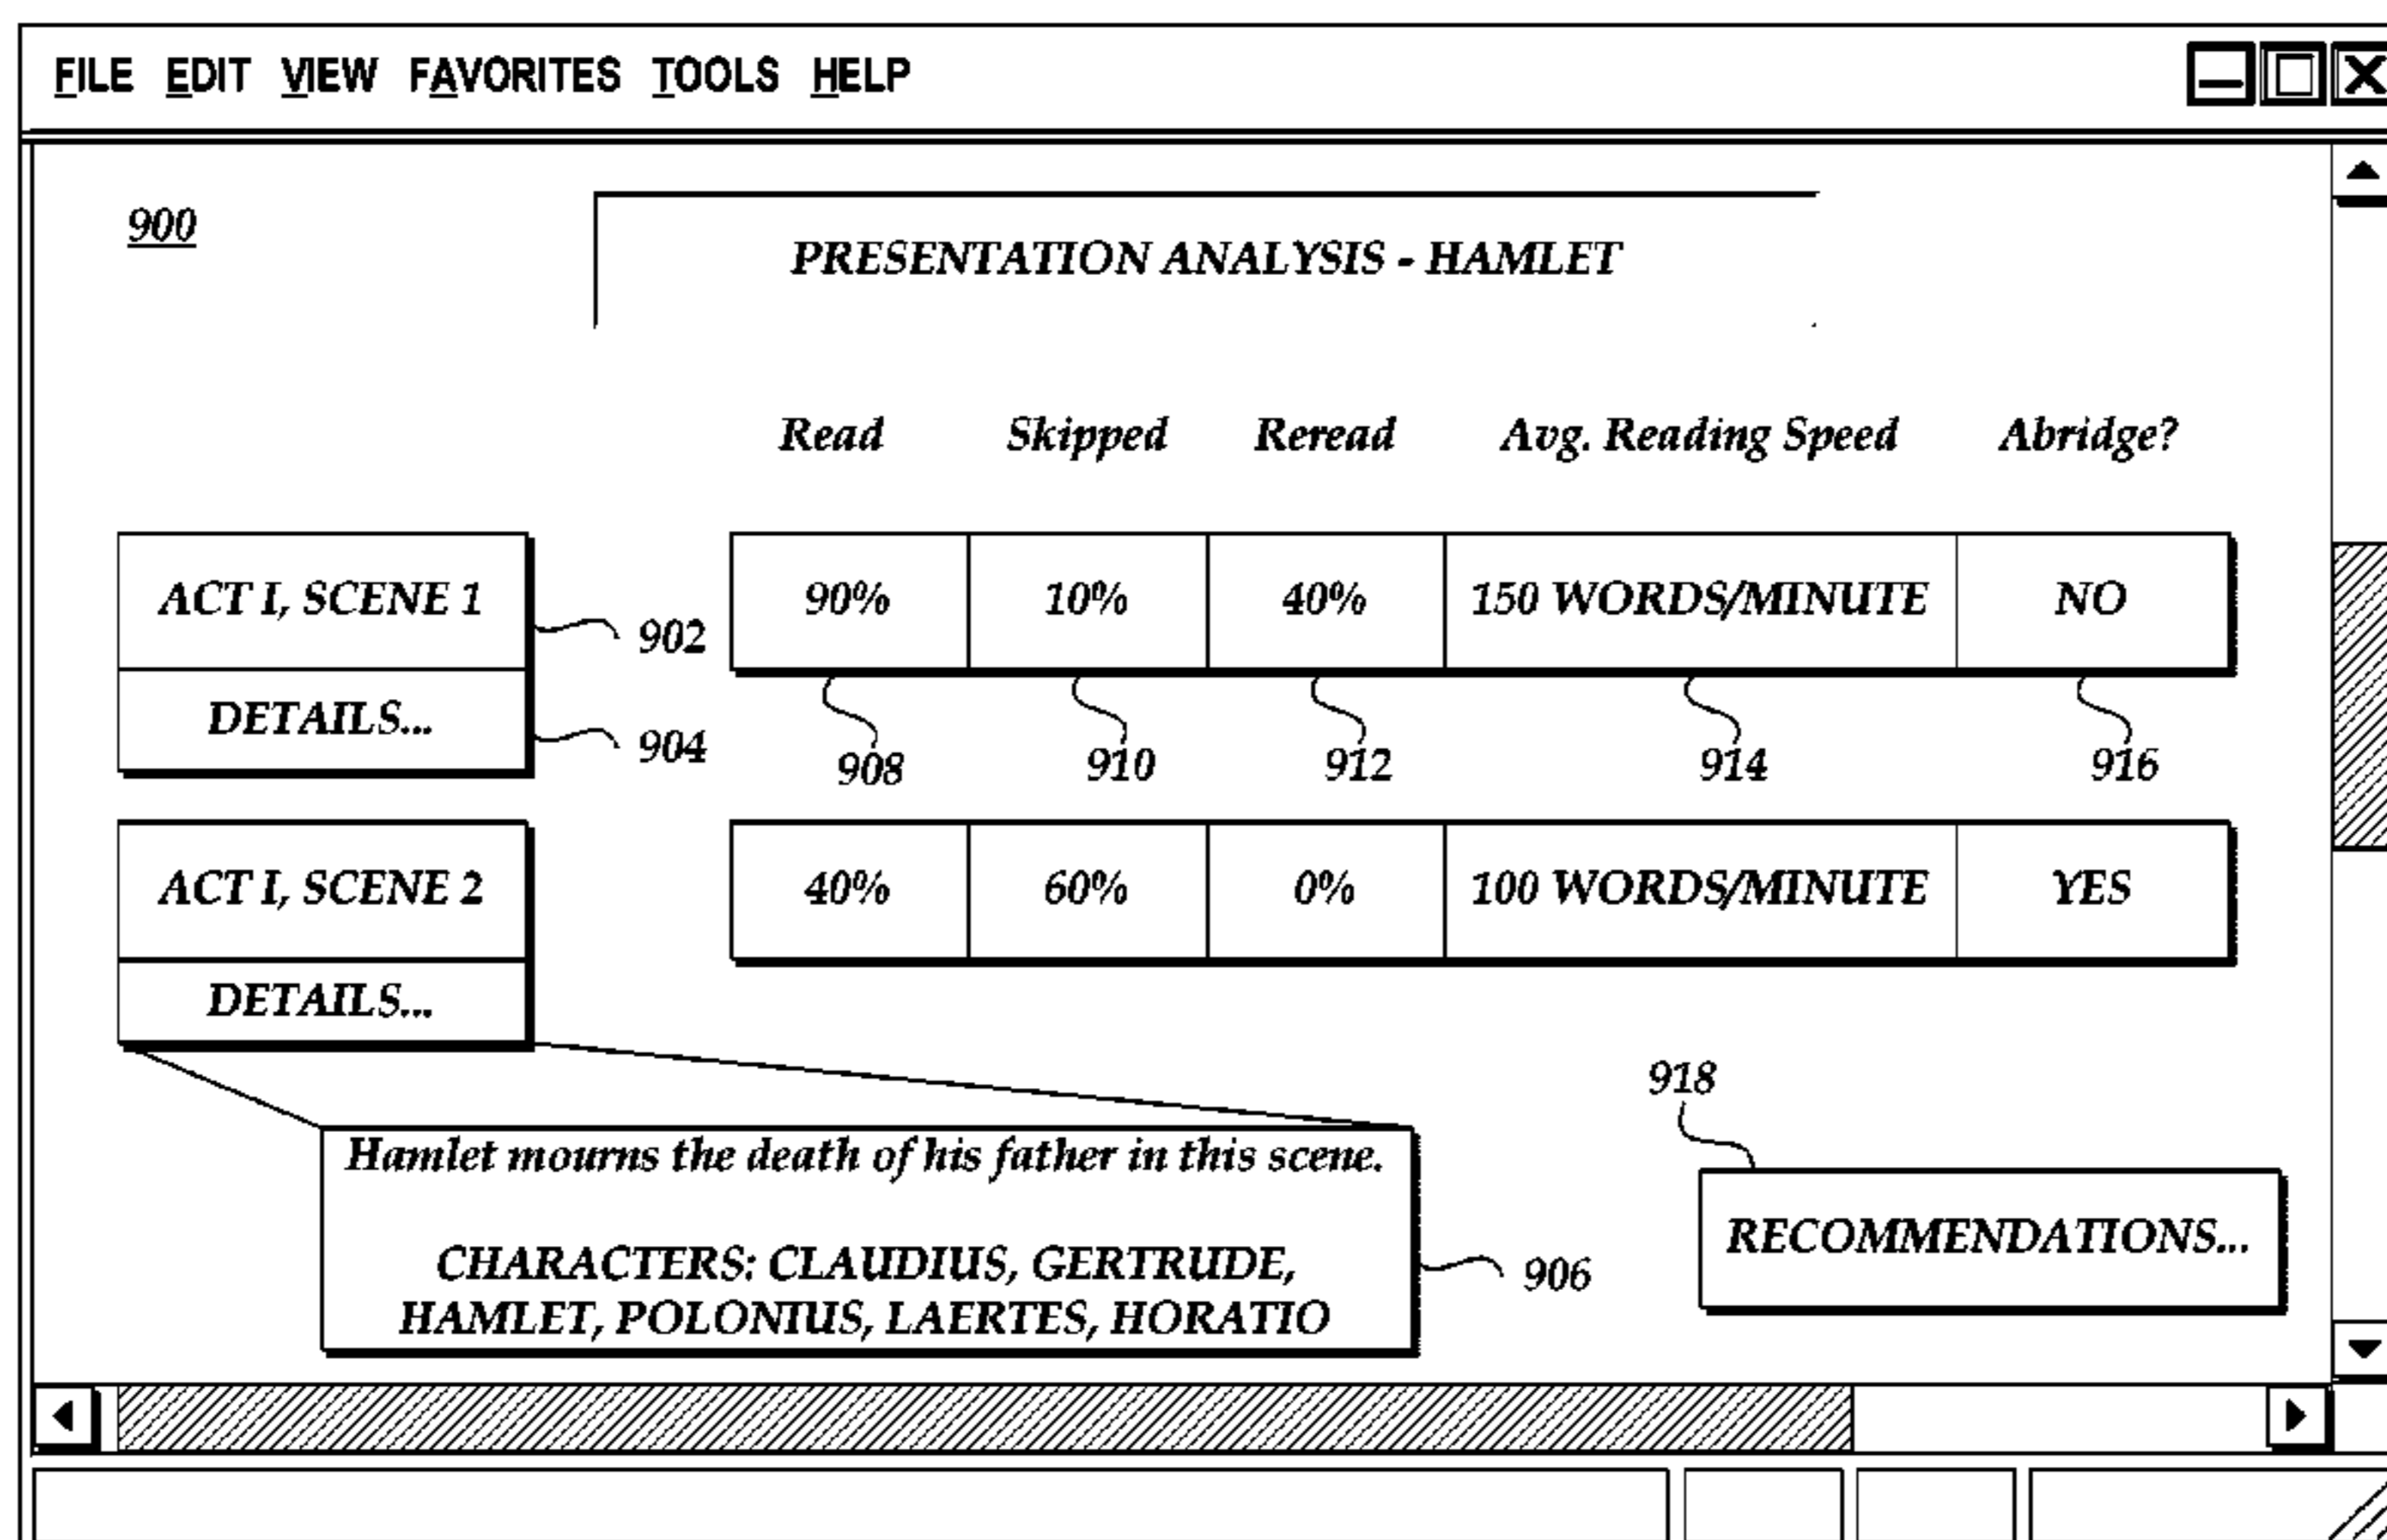 FILE EDIT VIEW FAVORITES TOOLS HELP
900
PRESENTATION ANALYSIS - HAMLET
Read Skipped Reread Avg. Reading Speed Abridge?
ACT I, SCENE 1 902 90% 10% 40% 150 WORDS/MINUTE NO
DETAILS... 904
908 910 912 914 916
ACT I, SCENE 2 40% 60% 0% 100 WORDS/MINUTE YES
DETAILS...
918
Hamlet mourns the death of his father in this scene.
CHARACTERS: CLAUDIUS, GERTRUDE,
HAMLET, POLONIUS, LAERTES, HORATIO
906
RECOMMENDATIONS...